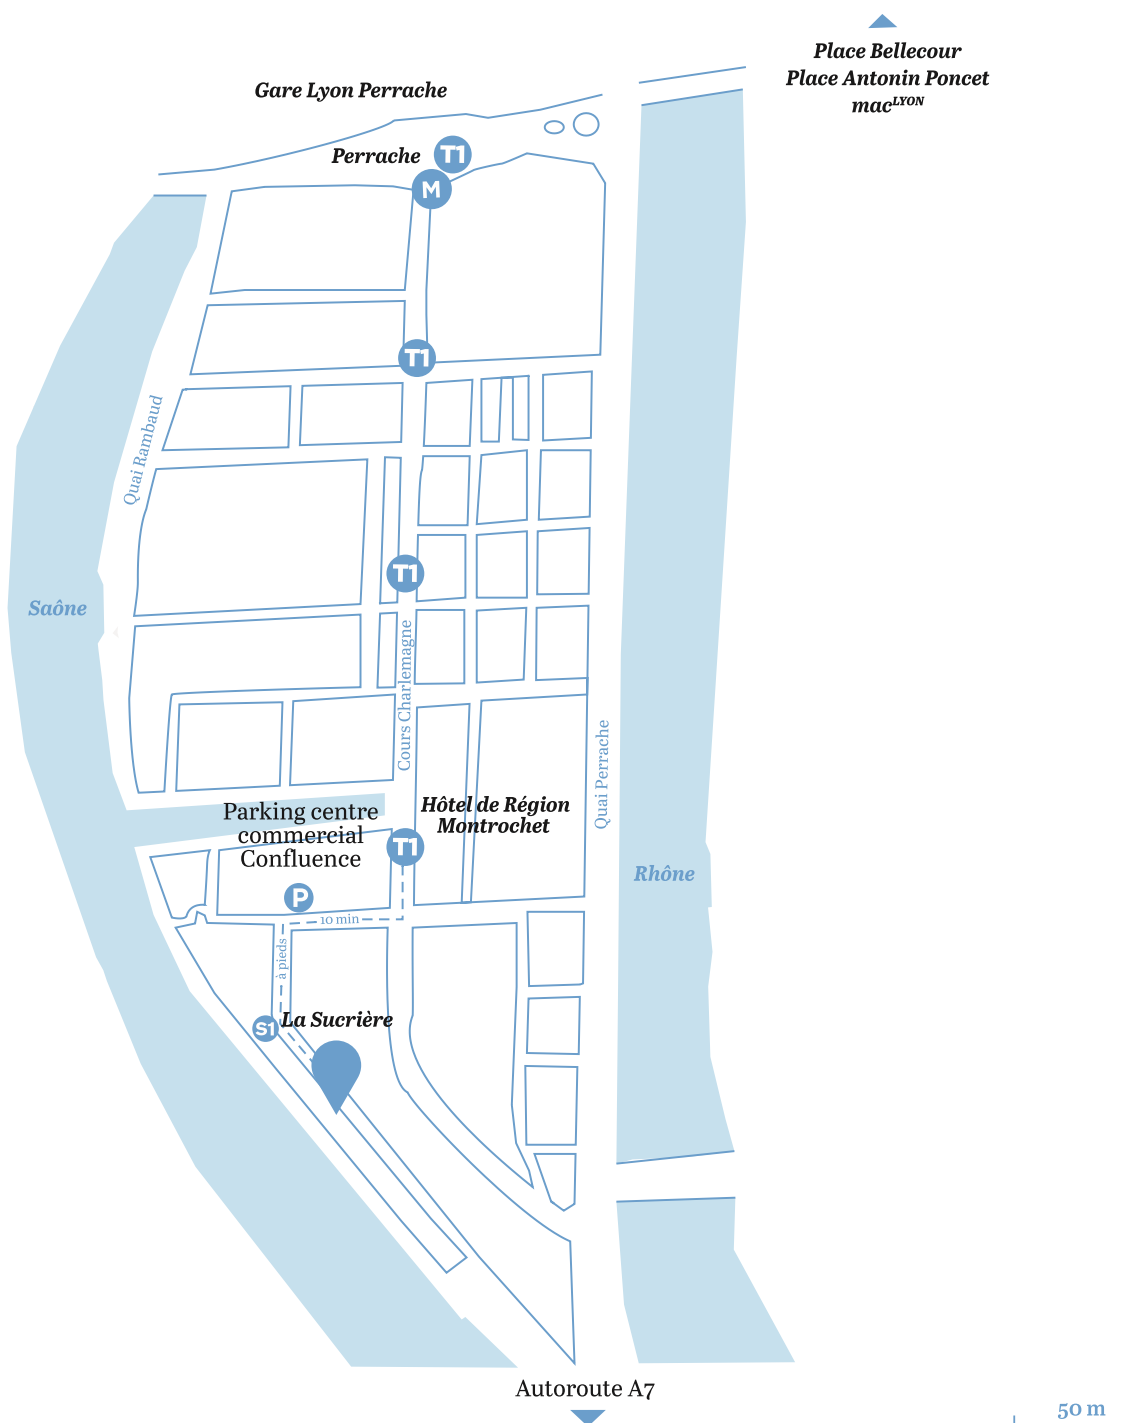 Place Bellecour
Place Antonin Poncet
macLYON
Gare Lyon Perrache
Perrache
T1
M
T1
Quai Rambaud
T1
Saône
Cours Charlemagne
Quai Perrache
Parking centre
commercial
Confluence
Hôtel de Région
Montrochet
T1
Rhône
P
10 min
à pieds
S1
La Sucrière
Autoroute A7
50 m